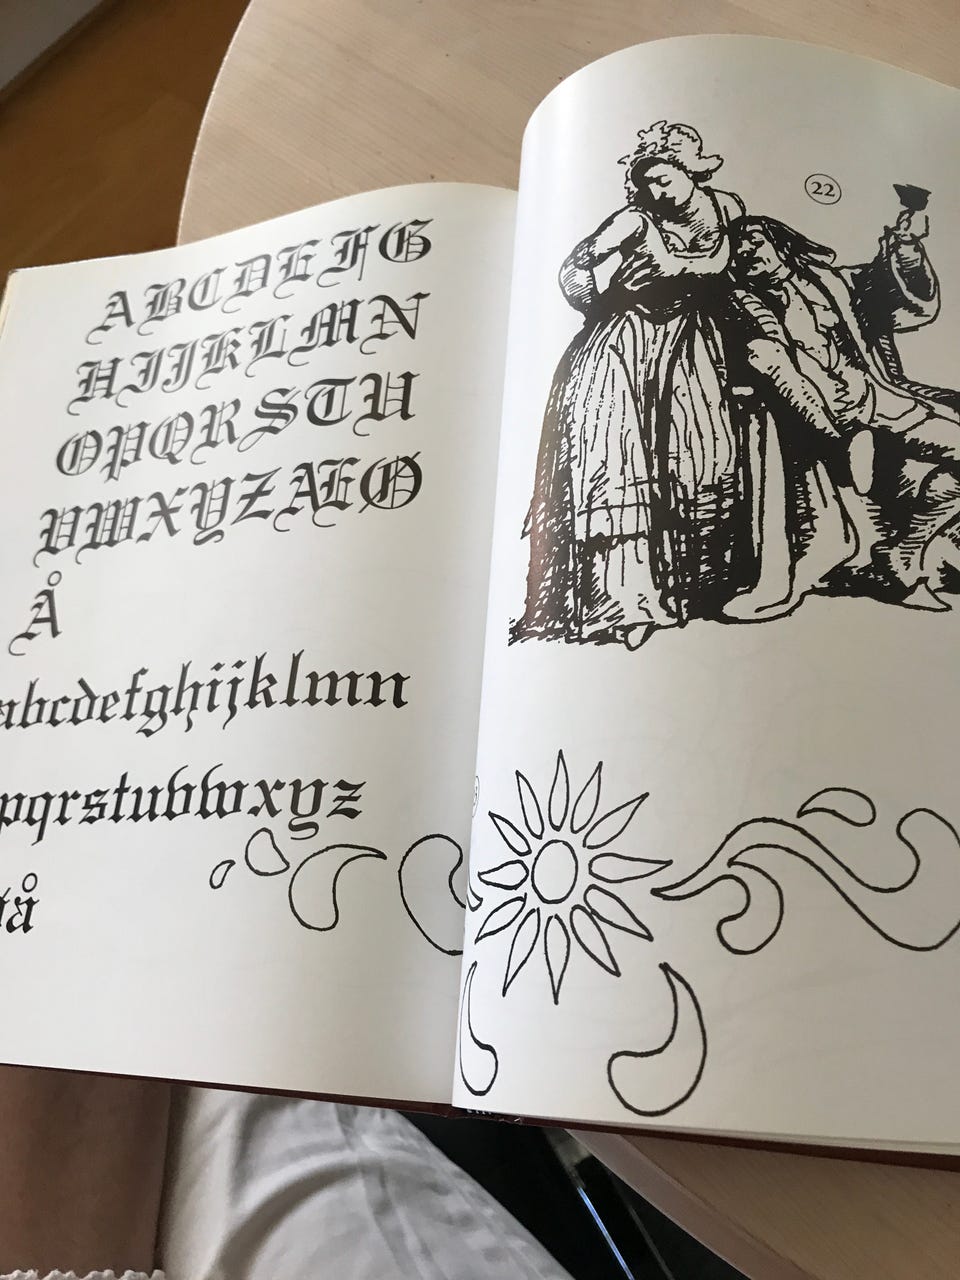 ABCDEFG
HIJKLMN
OPQRSTU
VWXYZÆØ
Å
abcdefghijklmn
pqrstuvwxyz
å
22